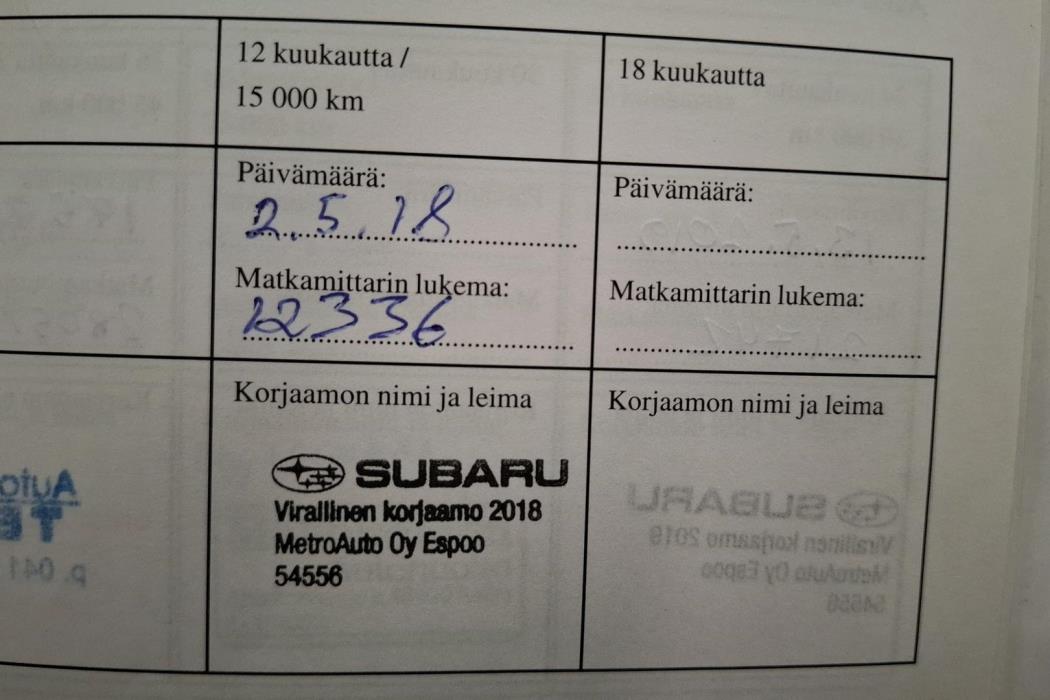 12 kuukautta /
15 000 km
18 kuukautta
Päivämäärä:
2.5.18
Matkamittarin lukema:
12336
Päivämäärä:
Matkamittarin lukema:
Korjaamon nimi ja leima
SUBARU
Virallinen korjaamo 2018
MetroAuto Oy Espoo
54556
Korjaamon nimi ja leima